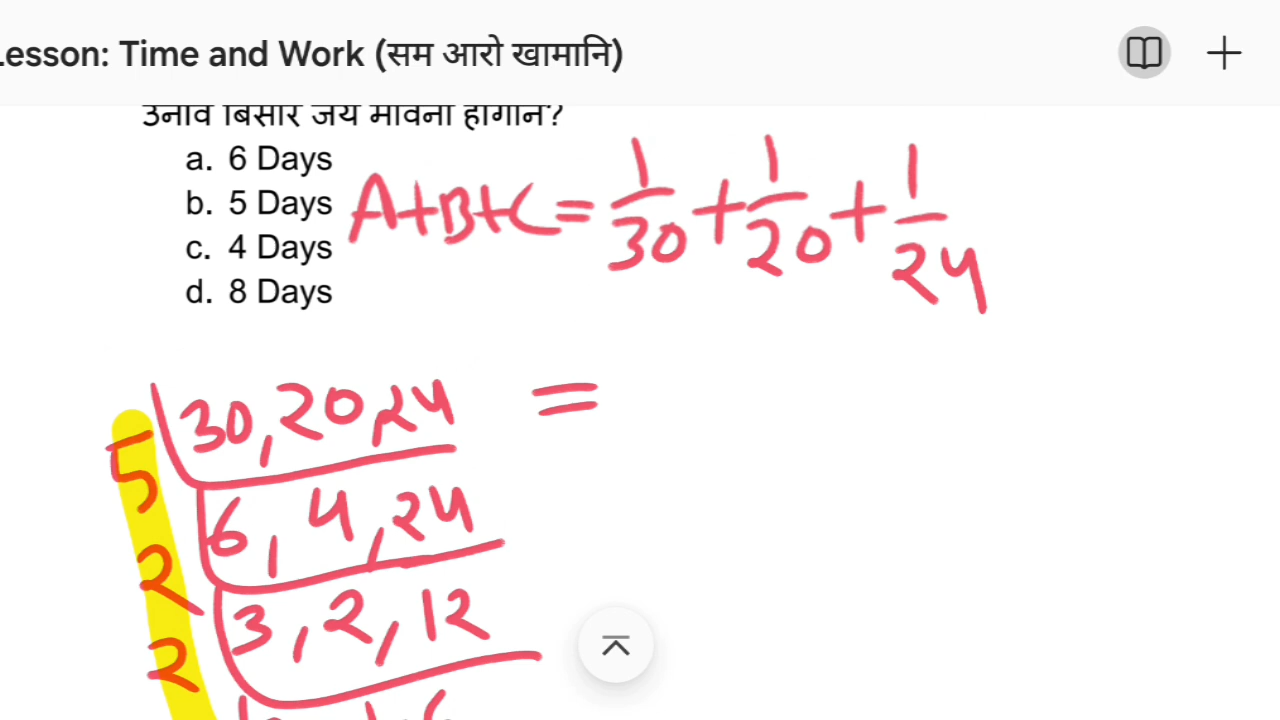 Lesson: Time and Work (सम आरो खामानि)
उनाव बिसोर जेय माव
a. 6 Days
b. 5 Days
c. 4 Days
d. 8 Days
A+B+C = 1/30 + 1/20 + 1/24
30, 20, 24 =
5
6, 4, 24
2
3, 2, 12
2